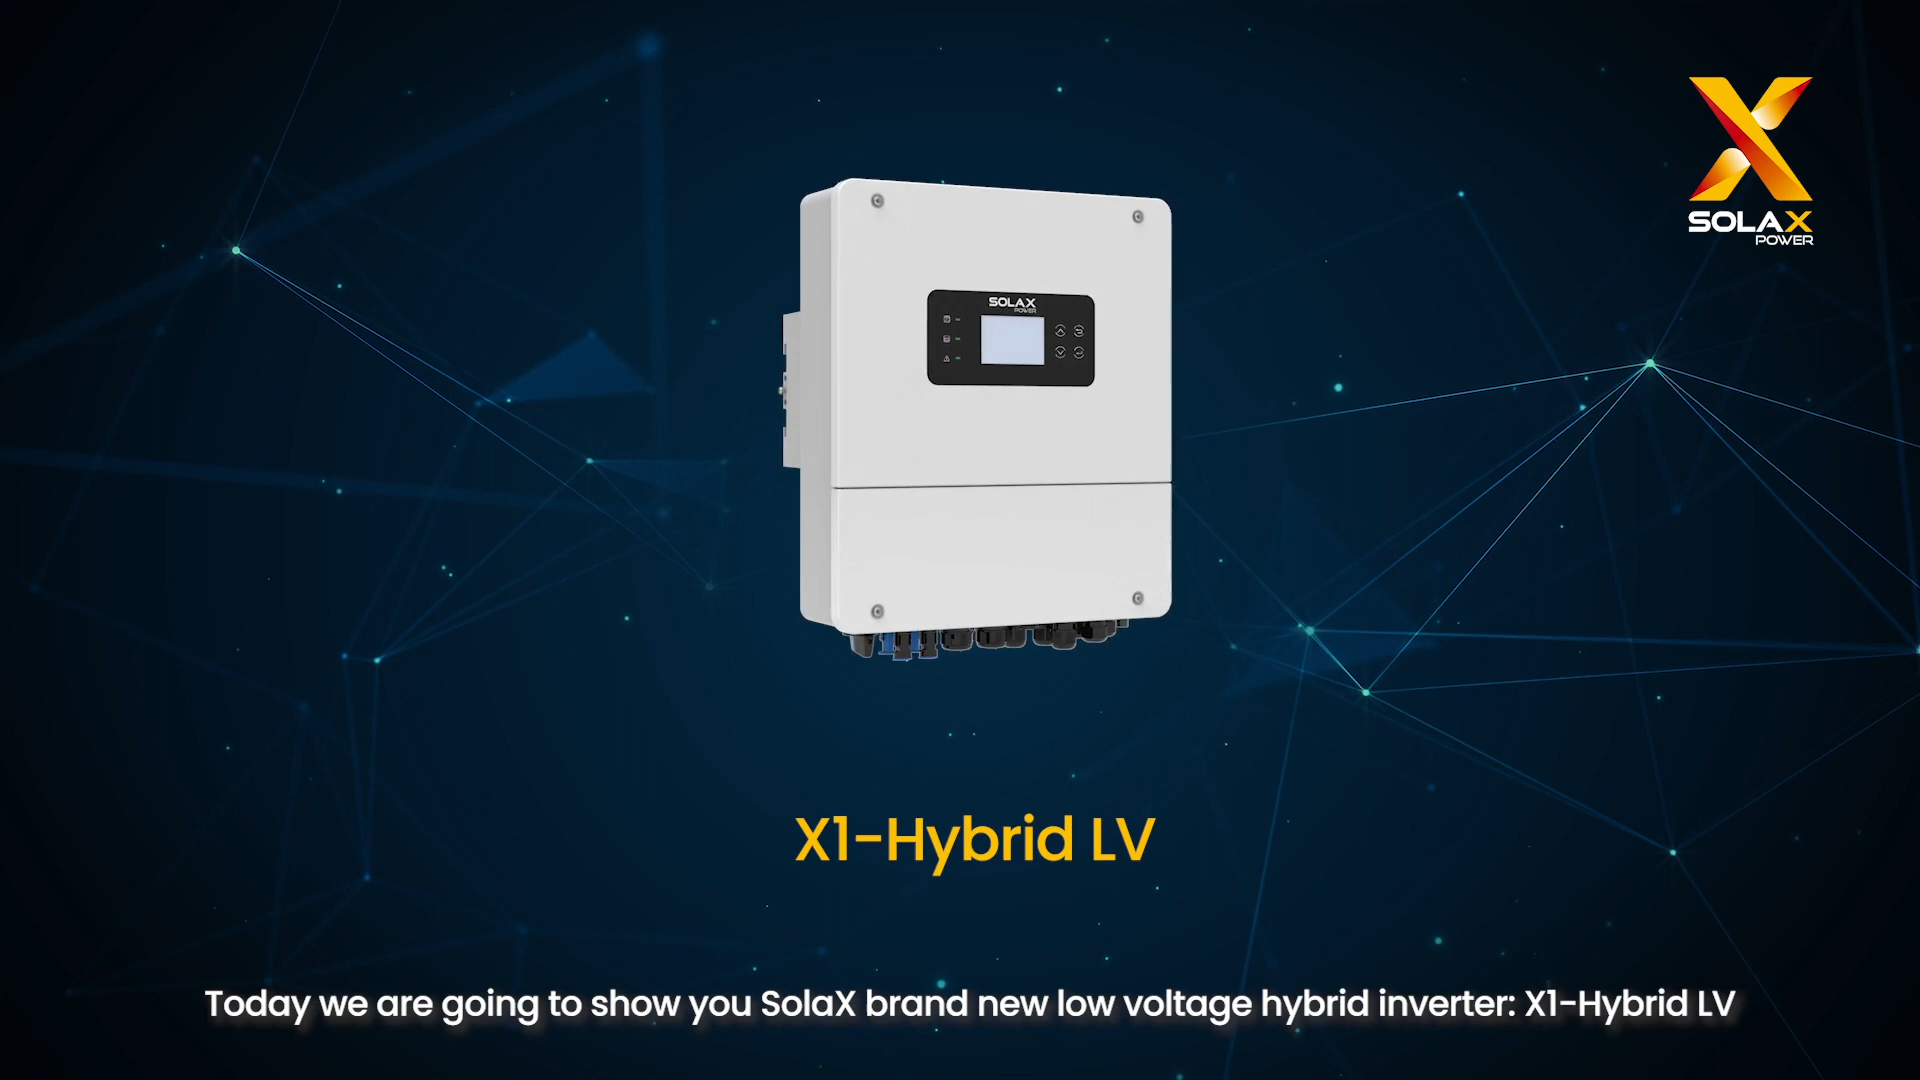 SOLAX
POWER
SOLAX
POWER
X1-Hybrid LV
Today we are going to show you SolaX brand new low voltage hybrid inverter: X1-Hybrid LV